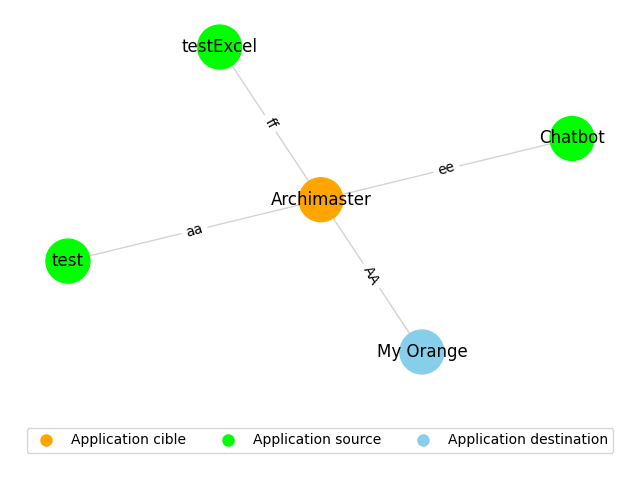 testExcel
ff
Chatbot
ee
Archimaster
aa
test
AA
My Orange
Application cible
Application source
Application destination